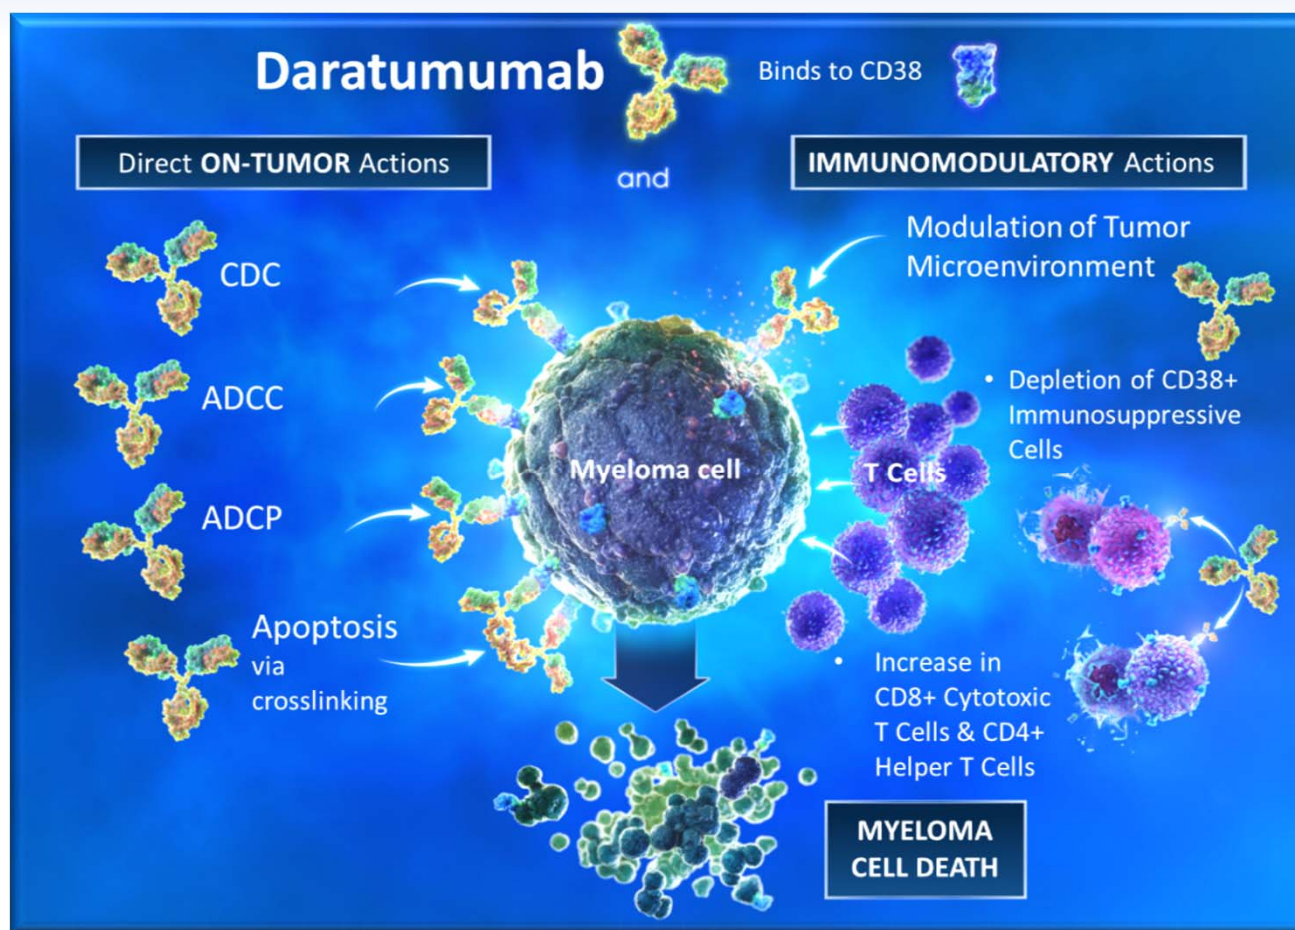 Daratumumab
Binds to CD38
and
Direct ON-TUMOR Actions
CDC
ADCC
ADCP
Apoptosis
via
crosslinking
IMMUNOMODULATORY Actions
Modulation of Tumor
Microenvironment
• Depletion of CD38+
Immunosuppressive
Cells
Myeloma cell
T Cells
• Increase in
CD8+ Cytotoxic
T Cells & CD4+
Helper T Cells
MYELOMA
CELL DEATH